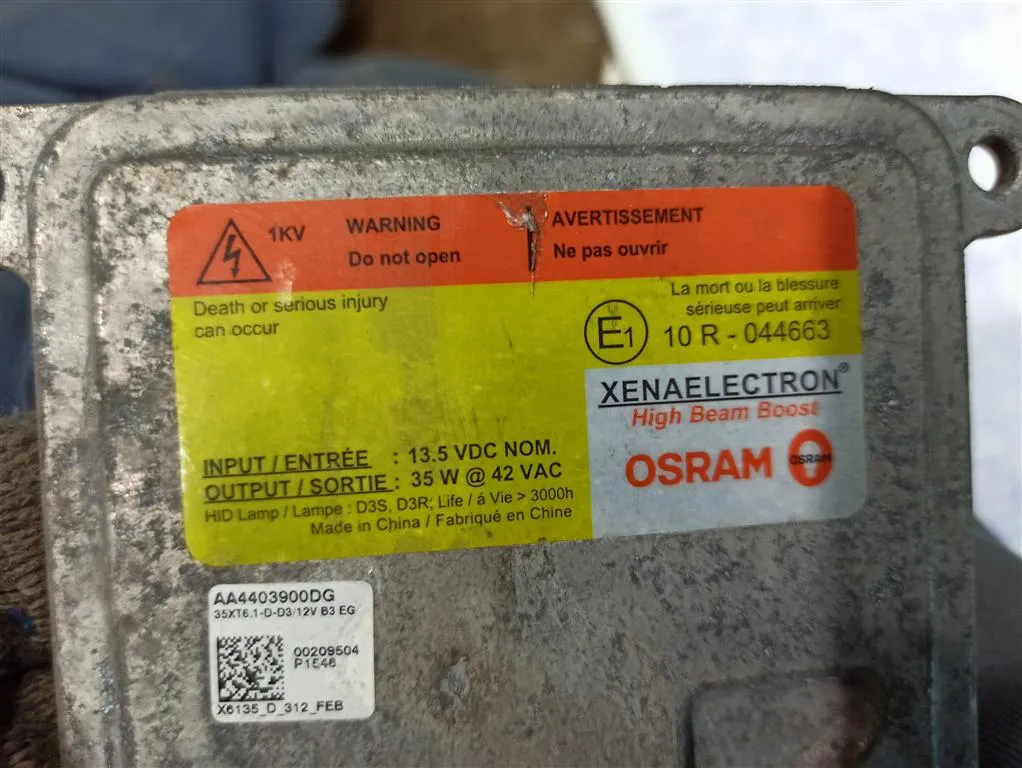 1KV
WARNING
Do not open
AVERTISSEMENT
Ne pas ouvrir
Death or serious injury
can occur
La mort ou la blessure
sérieuse peut arriver
E1
10 R - 044663
XENAELECTRON®
High Beam Boost
OSRAM
OSRAM
INPUT / ENTRÉE : 13.5 VDC NOM.
OUTPUT / SORTIE : 35 W @ 42 VAC
HID Lamp / Lampe : D3S, D3R; Life / á Vie > 3000h
Made in China / Fabriqué en Chine
AA4403900DG
35XT6.1-D-D3/12V B3 EG
00209504
P1546
X6135_D_312_FEB